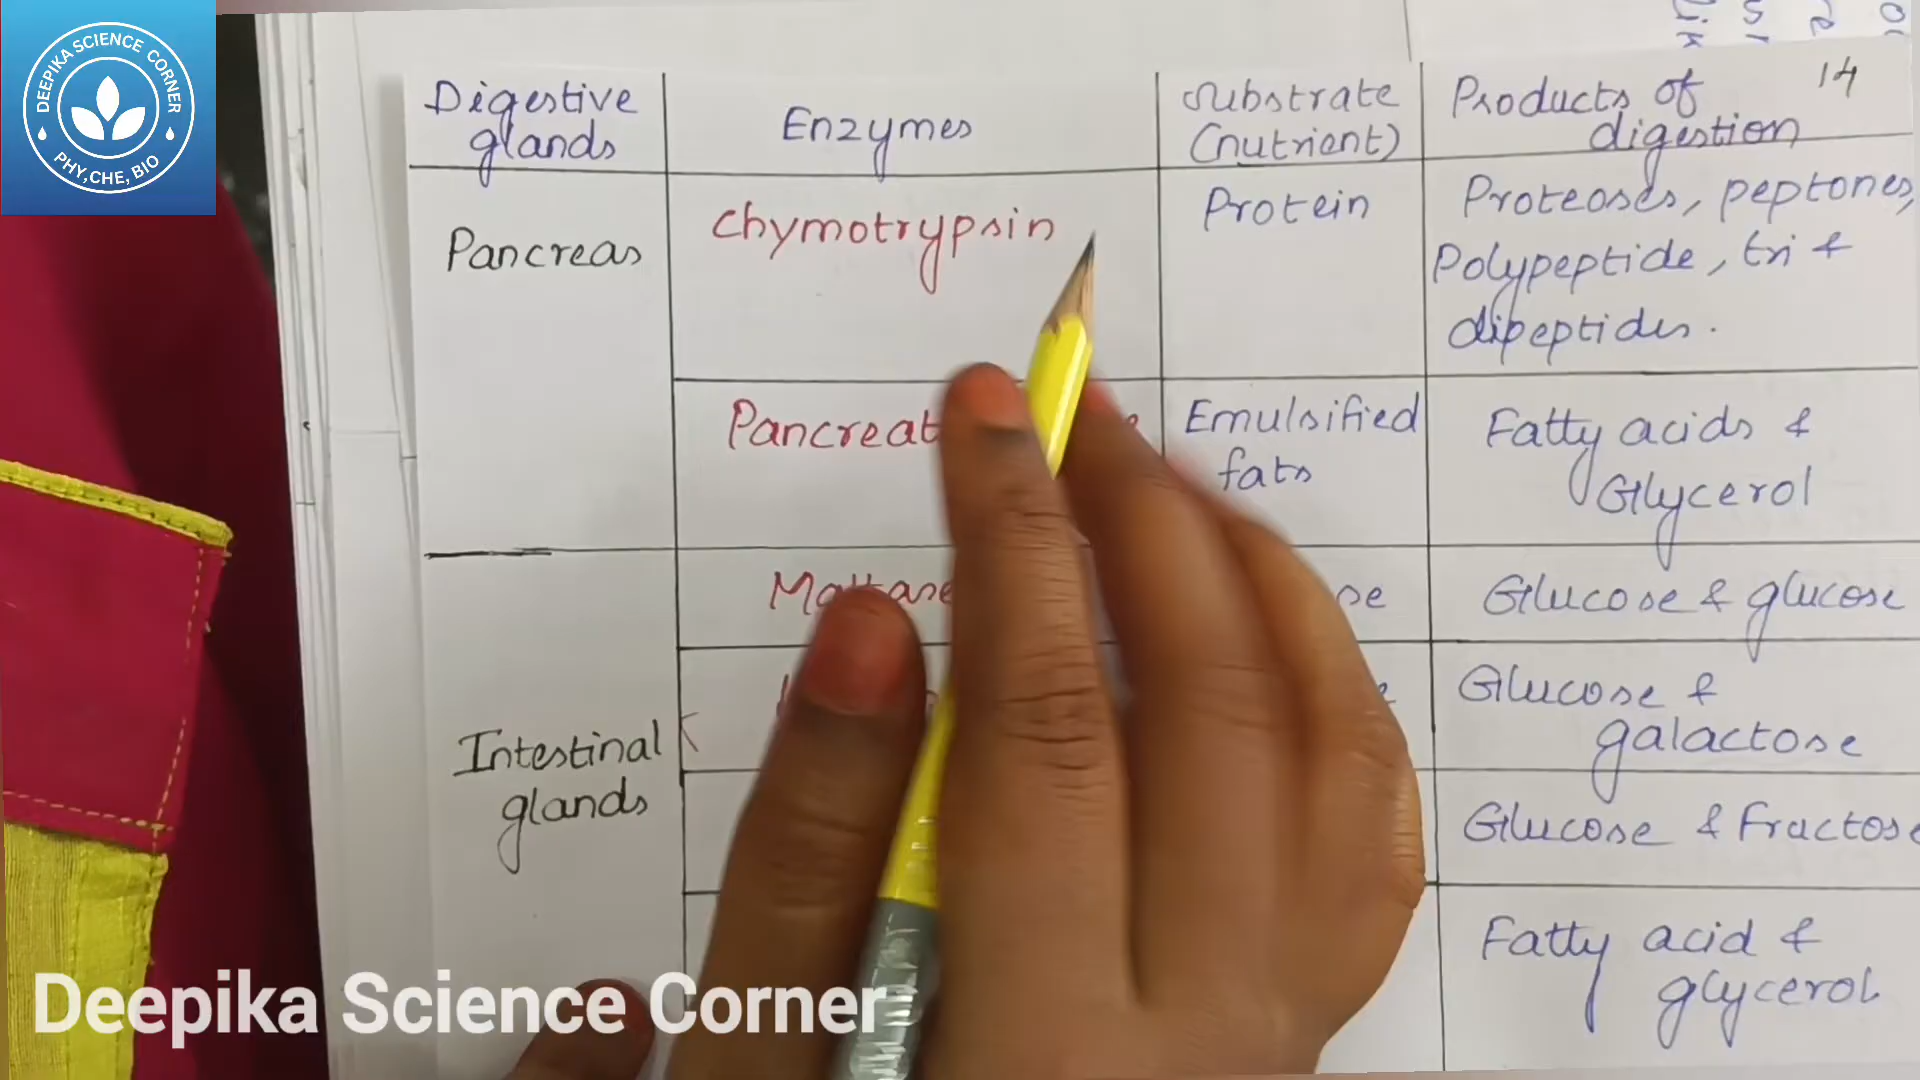 DEEPIKA SCIENCE CORNER
PHY,CHE, BIO
14
Digestive
glands
Enzymes
Substrate
(nutrient)
Products of
digestion
Pancreas
Chymotrypsin
Protein
Proteoses, peptones,
Polypeptide, tri &
dipeptides.
Emulsified
fats
Fatty acids &
Glycerol
Intestinal
glands
Maltase
Glucose & glucose
Glucose &
galactose
Glucose & Fractose
Fatty acid &
glycerol
Deepika Science Corner